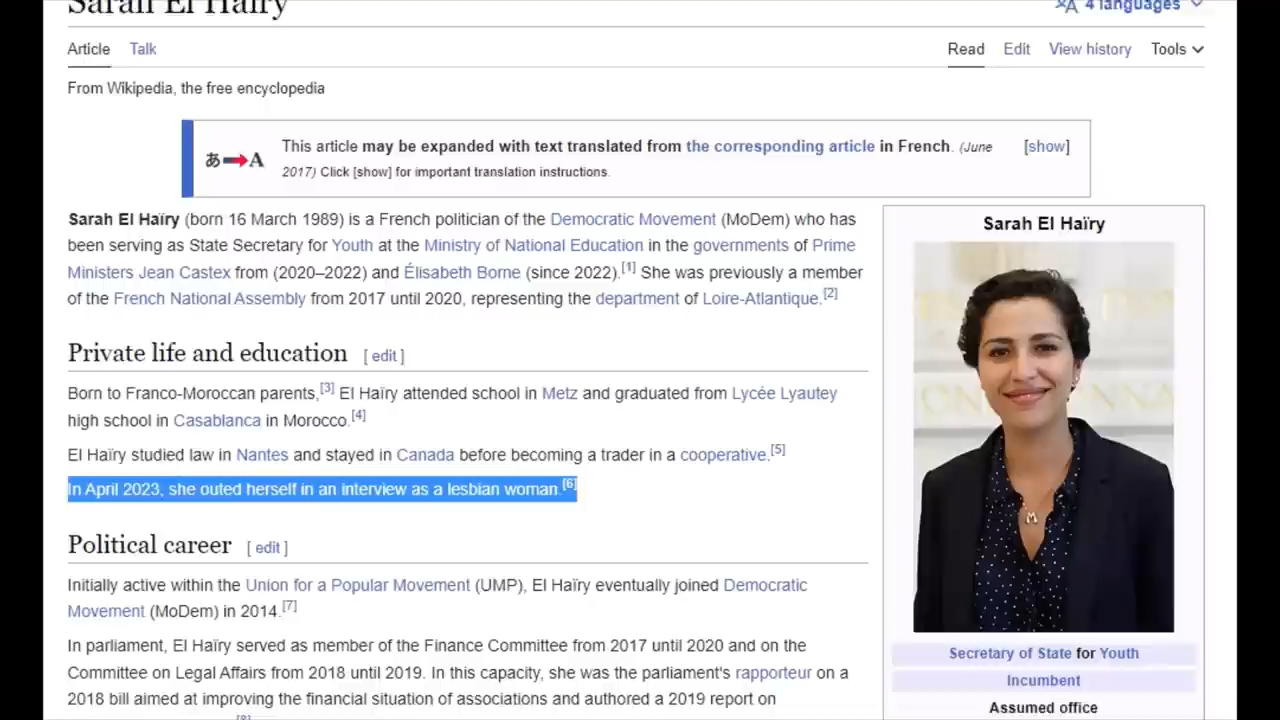 Sarah El Haïry
4 languages
Article Talk
Read Edit View history Tools
From Wikipedia, the free encyclopedia
あ A
This article may be expanded with text translated from the corresponding article in French. (June
2017) Click [show] for important translation instructions.
[show]
Sarah El Haïry (born 16 March 1989) is a French politician of the Democratic Movement (MoDem) who has
been serving as State Secretary for Youth at the Ministry of National Education in the governments of Prime
Ministers Jean Castex from (2020–2022) and Élisabeth Borne (since 2022).[1] She was previously a member
of the French National Assembly from 2017 until 2020, representing the department of Loire-Atlantique.[2]
Private life and education [ edit ]
Born to Franco-Moroccan parents,[3] El Haïry attended school in Metz and graduated from Lycée Lyautey
high school in Casablanca in Morocco.[4]
El Haïry studied law in Nantes and stayed in Canada before becoming a trader in a cooperative.[5]
In April 2023, she outed herself in an interview as a lesbian woman.[6]
Political career [ edit ]
Initially active within the Union for a Popular Movement (UMP), El Haïry eventually joined Democratic
Movement (MoDem) in 2014.[7]
In parliament, El Haïry served as member of the Finance Committee from 2017 until 2020 and on the
Committee on Legal Affairs from 2018 until 2019. In this capacity, she was the parliament's rapporteur on a
2018 bill aimed at improving the financial situation of associations and authored a 2019 report on
Sarah El Haïry
M
Secretary of State for Youth
Incumbent
Assumed office